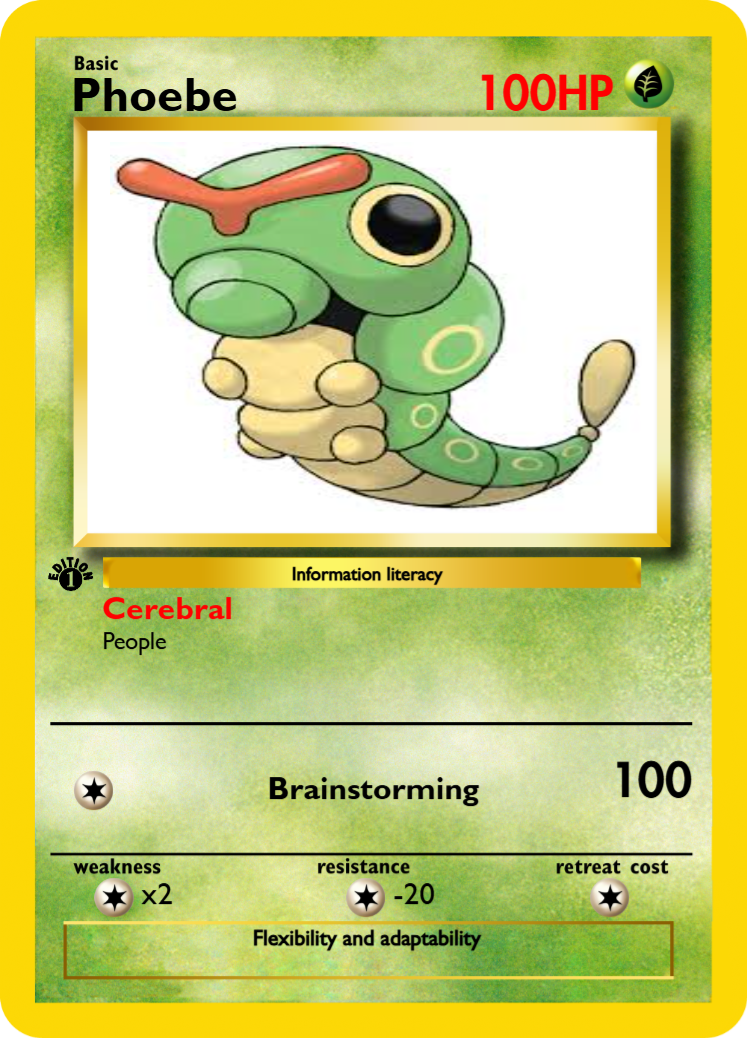 Basic
Phoebe 100HP
EDITION 1
Information literacy
Cerebral
People
Brainstorming 100
weakness resistance retreat cost
x2 -20
Flexibility and adaptability